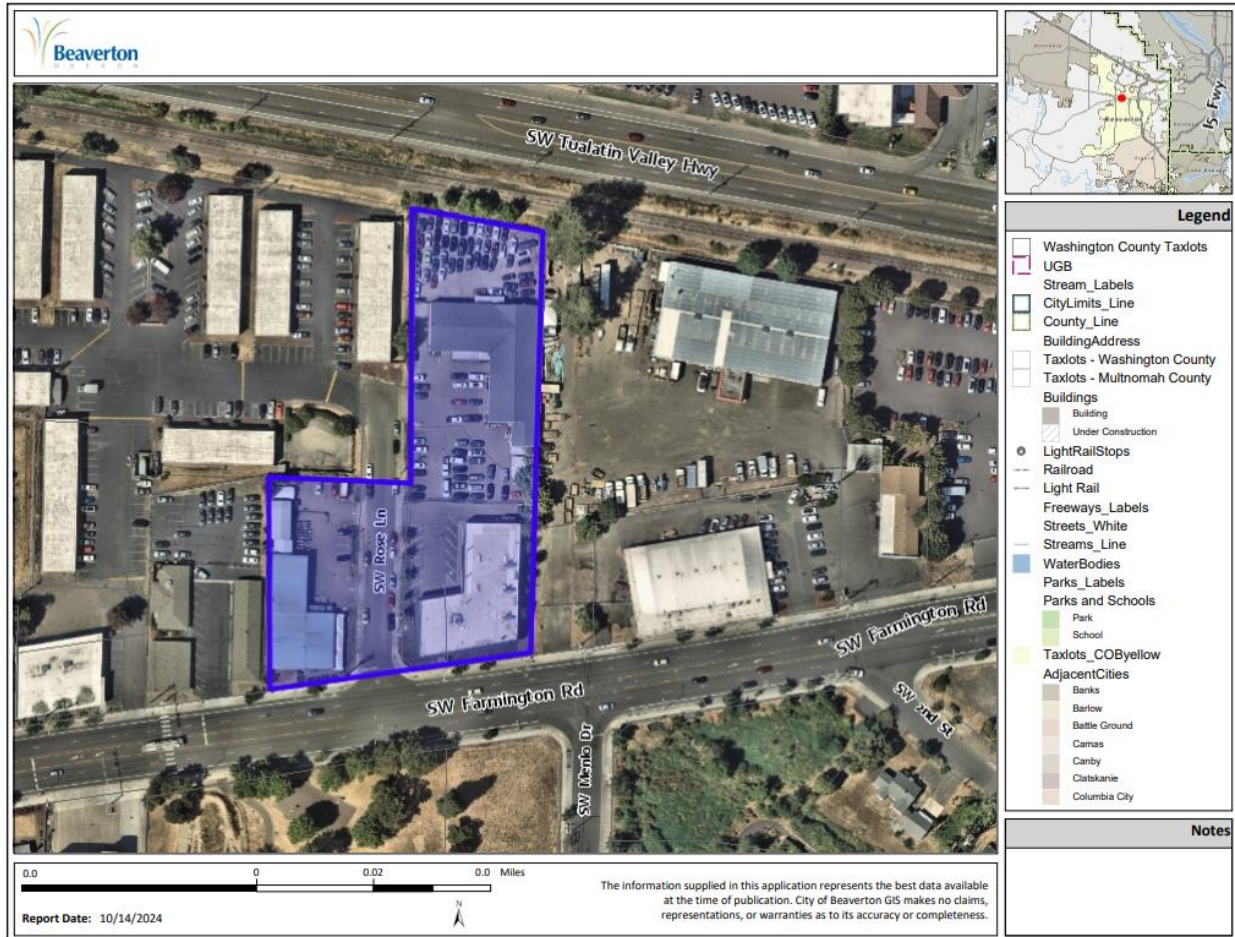 Beaverton
OREGON
SW Tualatin Valley Hwy
SW Rose Ln
SW Farmington Rd
SW Farmington Rd
SW 2nd St
SW Menlo Dr
I5 Fwy
Beaverton
Legend
Washington County Taxlots
UGB
Stream_Labels
CityLimits_Line
County_Line
BuildingAddress
Taxlots - Washington County
Taxlots - Multnomah County
Buildings
Building
Under Construction
LightRailStops
Railroad
Light Rail
Freeways_Labels
Streets_White
Streams_Line
WaterBodies
Parks_Labels
Parks and Schools
Park
School
Taxlots_COByellow
AdjacentCities
Banks
Barlow
Battle Ground
Camas
Canby
Clatskanie
Columbia City
Notes
0.0 0 0.02 0.0 Miles
Report Date: 10/14/2024
N
The information supplied in this application represents the best data available
at the time of publication. City of Beaverton GIS makes no claims,
representations, or warranties as to its accuracy or completeness.